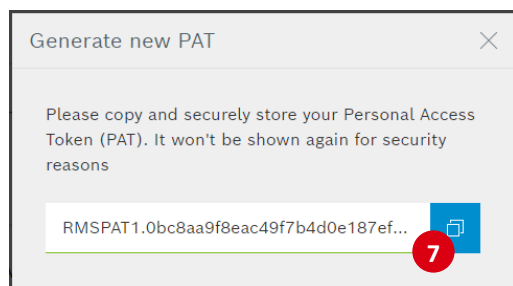 Generate new PAT
Please copy and securely store your Personal Access
Token (PAT). It won't be shown again for security
reasons
RMSPAT1.0bc8aa9f8eac49f7b4d0e187ef...
7